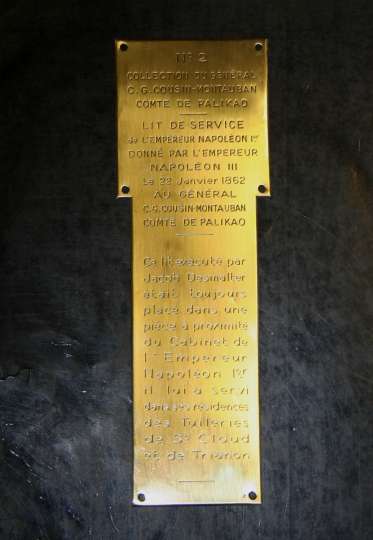 No 2
COLLECTION DU GÉNÉRAL
C.G. COUSIN-MONTAUBAN
COMTE DE PALIKAO
LIT DE SERVICE
de L'EMPEREUR NAPOLÉON 1er
DONNÉ PAR L'EMPEREUR
NAPOLÉON III
Le 22 Janvier 1862
AU GÉNÉRAL
C.G. COUSIN-MONTAUBAN
COMTE DE PALIKAO
Ce lit exécuté par
Jacob Desmalter
était toujours
placé dans une
pièce a proximité
du Cabinet de
l'Empereur
Napoléon 1er
il lui a servi
dans les résidences
des Tuileries
de St Cloud
et de Trianon